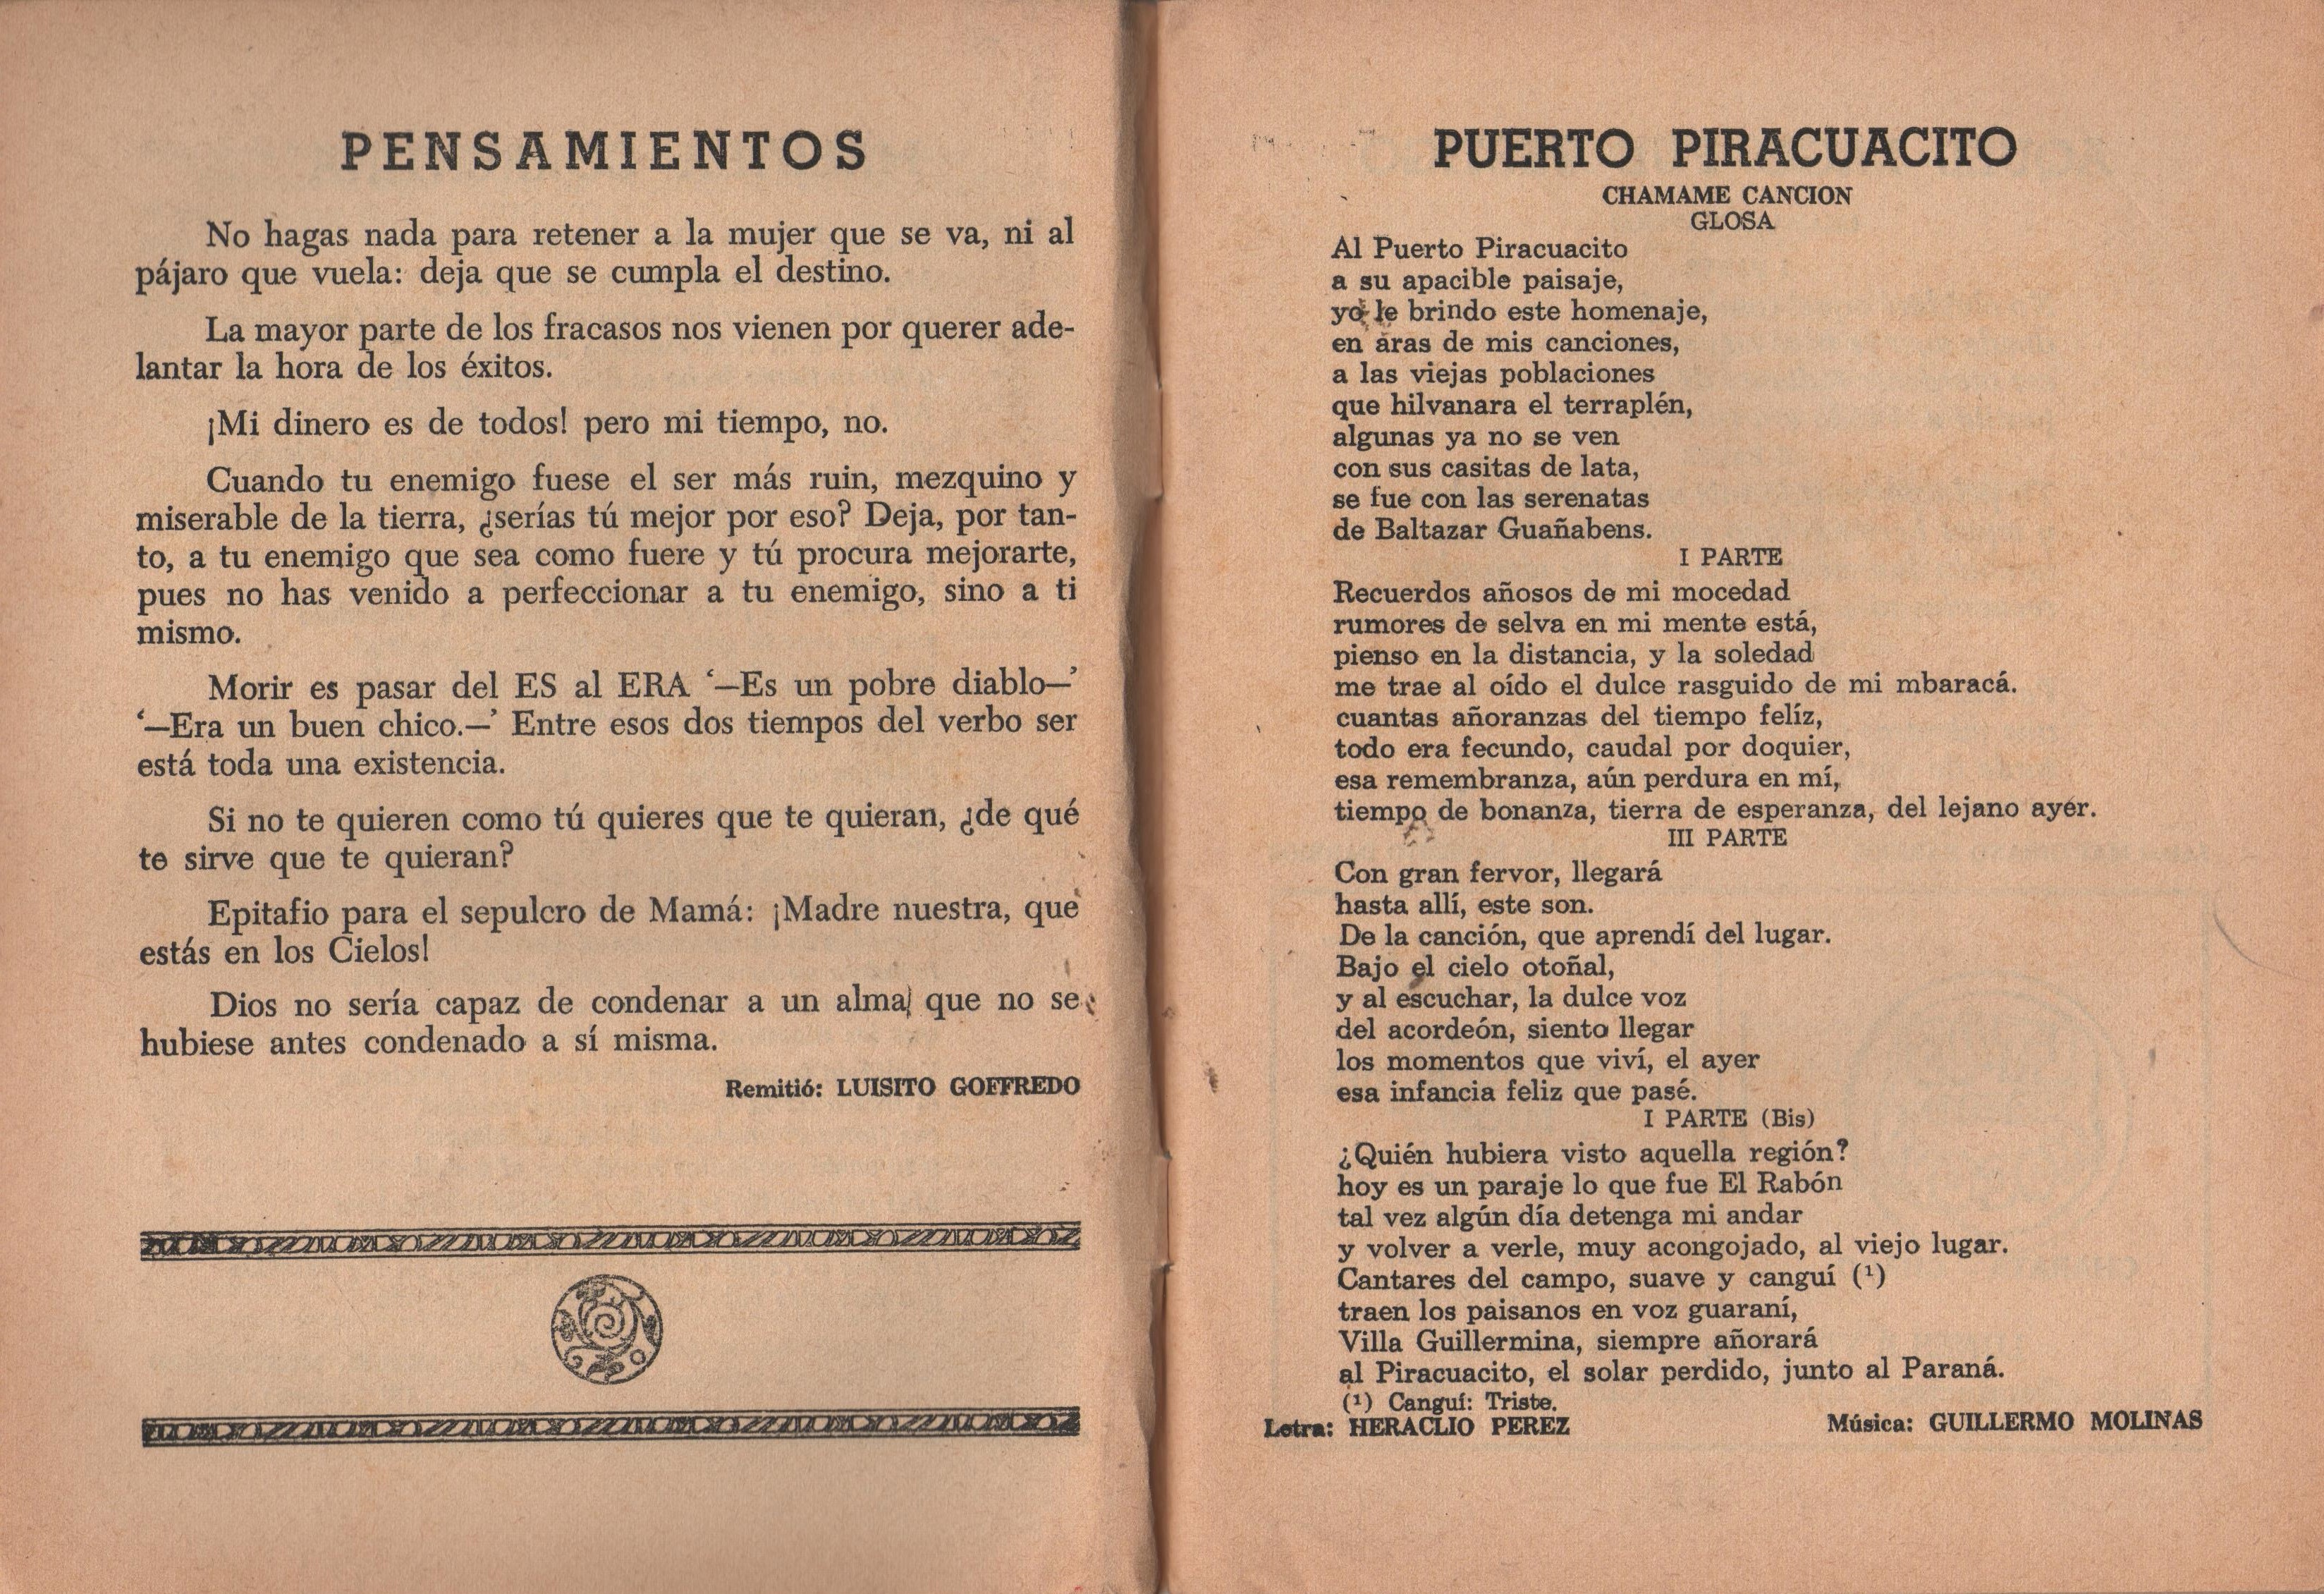 PENSAMIENTOS
No hagas nada para retener a la mujer que se va, ni al
pájaro que vuela: deja que se cumpla el destino.
La mayor parte de los fracasos nos vienen por querer ade-
lantar la hora de los éxitos.
¡Mi dinero es de todos! pero mi tiempo, no.
Cuando tu enemigo fuese el ser más ruin, mezquino y
miserable de la tierra, ¿serías tú mejor por eso? Deja, por tan-
to, a tu enemigo que sea como fuere y tú procura mejorarte,
pues no has venido a perfeccionar a tu enemigo, sino a ti
mismo.
Morir es pasar del ES al ERA ‘—Es un pobre diablo—’
‘—Era un buen chico.—’ Entre esos dos tiempos del verbo ser
está toda una existencia.
Si no te quieren como tú quieres que te quieran, ¿de qué
te sirve que te quieran?
Epitafio para el sepulcro de Mamá: ¡Madre nuestra, que
estás en los Cielos!
Dios no sería capaz de condenar a un alma que no se
hubiese antes condenado a sí misma.
Remitió: LUISITO GOFFREDO
PUERTO PIRACUACITO
CHAMAME CANCION
GLOSA
Al Puerto Piracuacito
a su apacible paisaje,
yo le brindo este homenaje,
en aras de mis canciones,
a las viejas poblaciones
que hilvanara el terraplén,
algunas ya no se ven
con sus casitas de lata,
se fue con las serenatas
de Baltazar Guañabens.
I PARTE
Recuerdos añosos de mi mocedad
rumores de selva en mi mente está,
pienso en la distancia, y la soledad
me trae al oído el dulce rasguido de mi mbaracá.
cuantas añoranzas del tiempo felíz,
todo era fecundo, caudal por doquier,
esa remembranza, aún perdura en mí,
tiempo de bonanza, tierra de esperanza, del lejano ayer.
III PARTE
Con gran fervor, llegará
hasta allí, este son.
De la canción, que aprendí del lugar.
Bajo el cielo otoñal,
y al escuchar, la dulce voz
del acordeón, siento llegar
los momentos que viví, el ayer
esa infancia feliz que pasé.
I PARTE (Bis)
¿Quién hubiera visto aquella región?
hoy es un paraje lo que fue El Rabón
tal vez algún día detenga mi andar
y volver a verle, muy acongojado, al viejo lugar.
Cantares del campo, suave y canguí (¹)
traen los paisanos en voz guaraní,
Villa Guillermina, siempre añorará
al Piracuacito, el solar perdido, junto al Paraná.
(¹) Canguí: Triste.
Letra: HERACLIO PEREZ Música: GUILLERMO MOLINAS